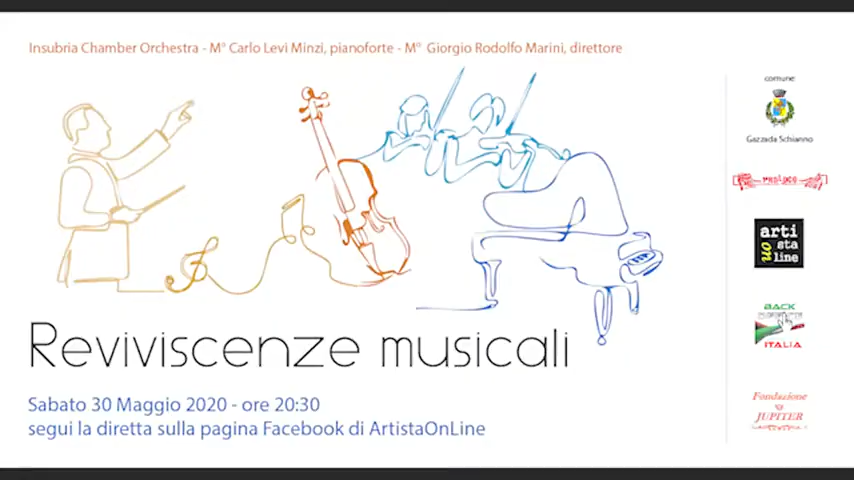 Insubria Chamber Orchestra - M° Carlo Levi Minzi, pianoforte - M° Giorgio Rodolfo Marini, direttore
Reviviscenze musicali
Sabato 30 Maggio 2020 - ore 20:30
segui la diretta sulla pagina Facebook di ArtistaOnLine
comune
Gazzada Schianno
arti
sta
on
line
BACK
ITALIA
Fondazione
JUPITER